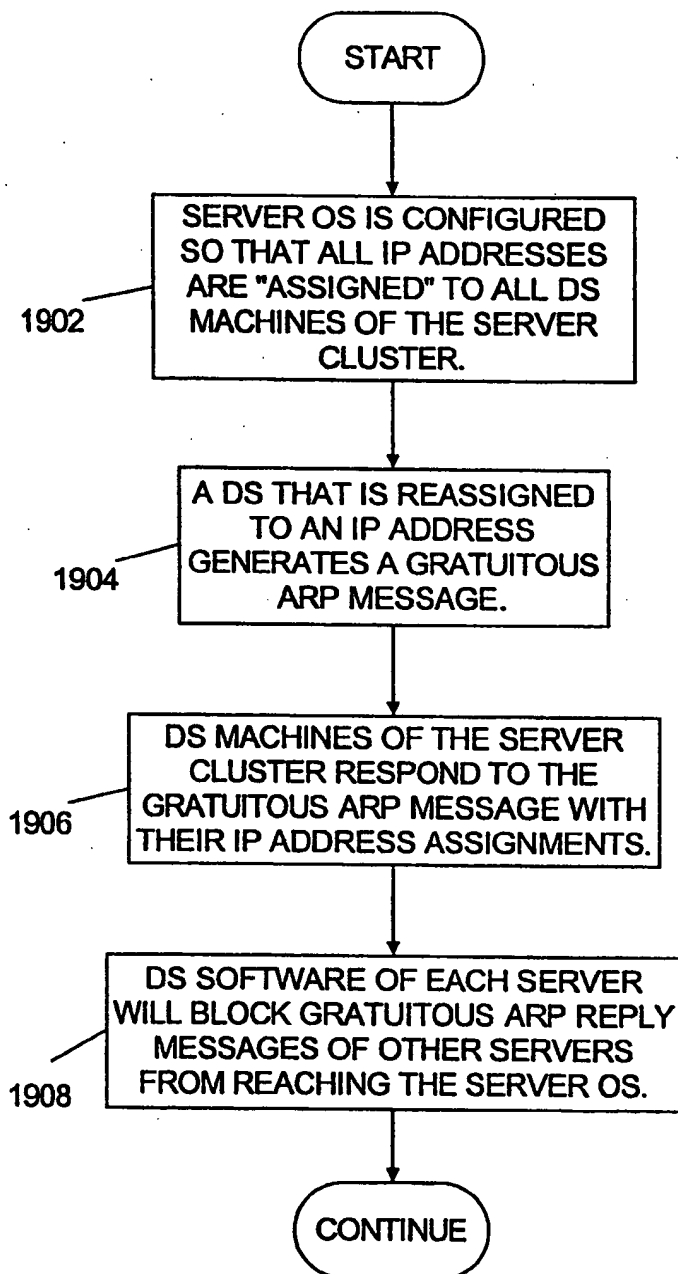 START
SERVER OS IS CONFIGURED
SO THAT ALL IP ADDRESSES
ARE "ASSIGNED" TO ALL DS
MACHINES OF THE SERVER
CLUSTER.
1902
A DS THAT IS REASSIGNED
TO AN IP ADDRESS
GENERATES A GRATUITOUS
ARP MESSAGE.
1904
DS MACHINES OF THE SERVER
CLUSTER RESPOND TO THE
GRATUITOUS ARP MESSAGE WITH
THEIR IP ADDRESS ASSIGNMENTS.
1906
DS SOFTWARE OF EACH SERVER
WILL BLOCK GRATUITOUS ARP REPLY
MESSAGES OF OTHER SERVERS
FROM REACHING THE SERVER OS.
1908
CONTINUE